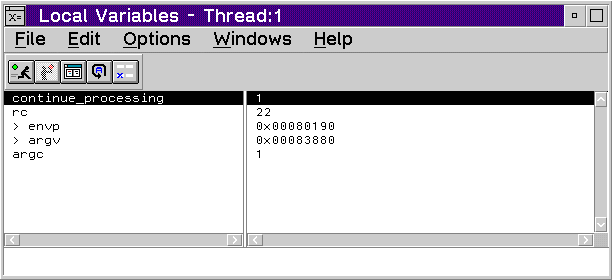 x= Local Variables - Thread:1
File Edit Options Windows Help
continue_processing 1
rc 22
> envp 0x00080190
> argv 0x00083880
argc 1